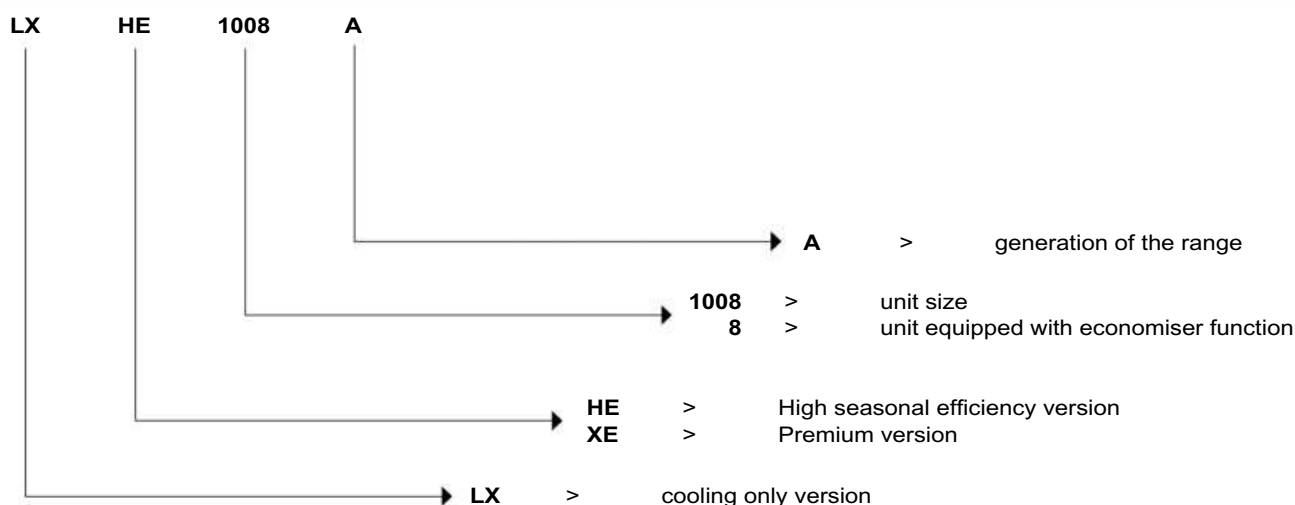 LX HE 1008 A
A > generation of the range
1008 > unit size
8 > unit equipped with economiser function
HE > High seasonal efficiency version
XE > Premium version
LX > cooling only version